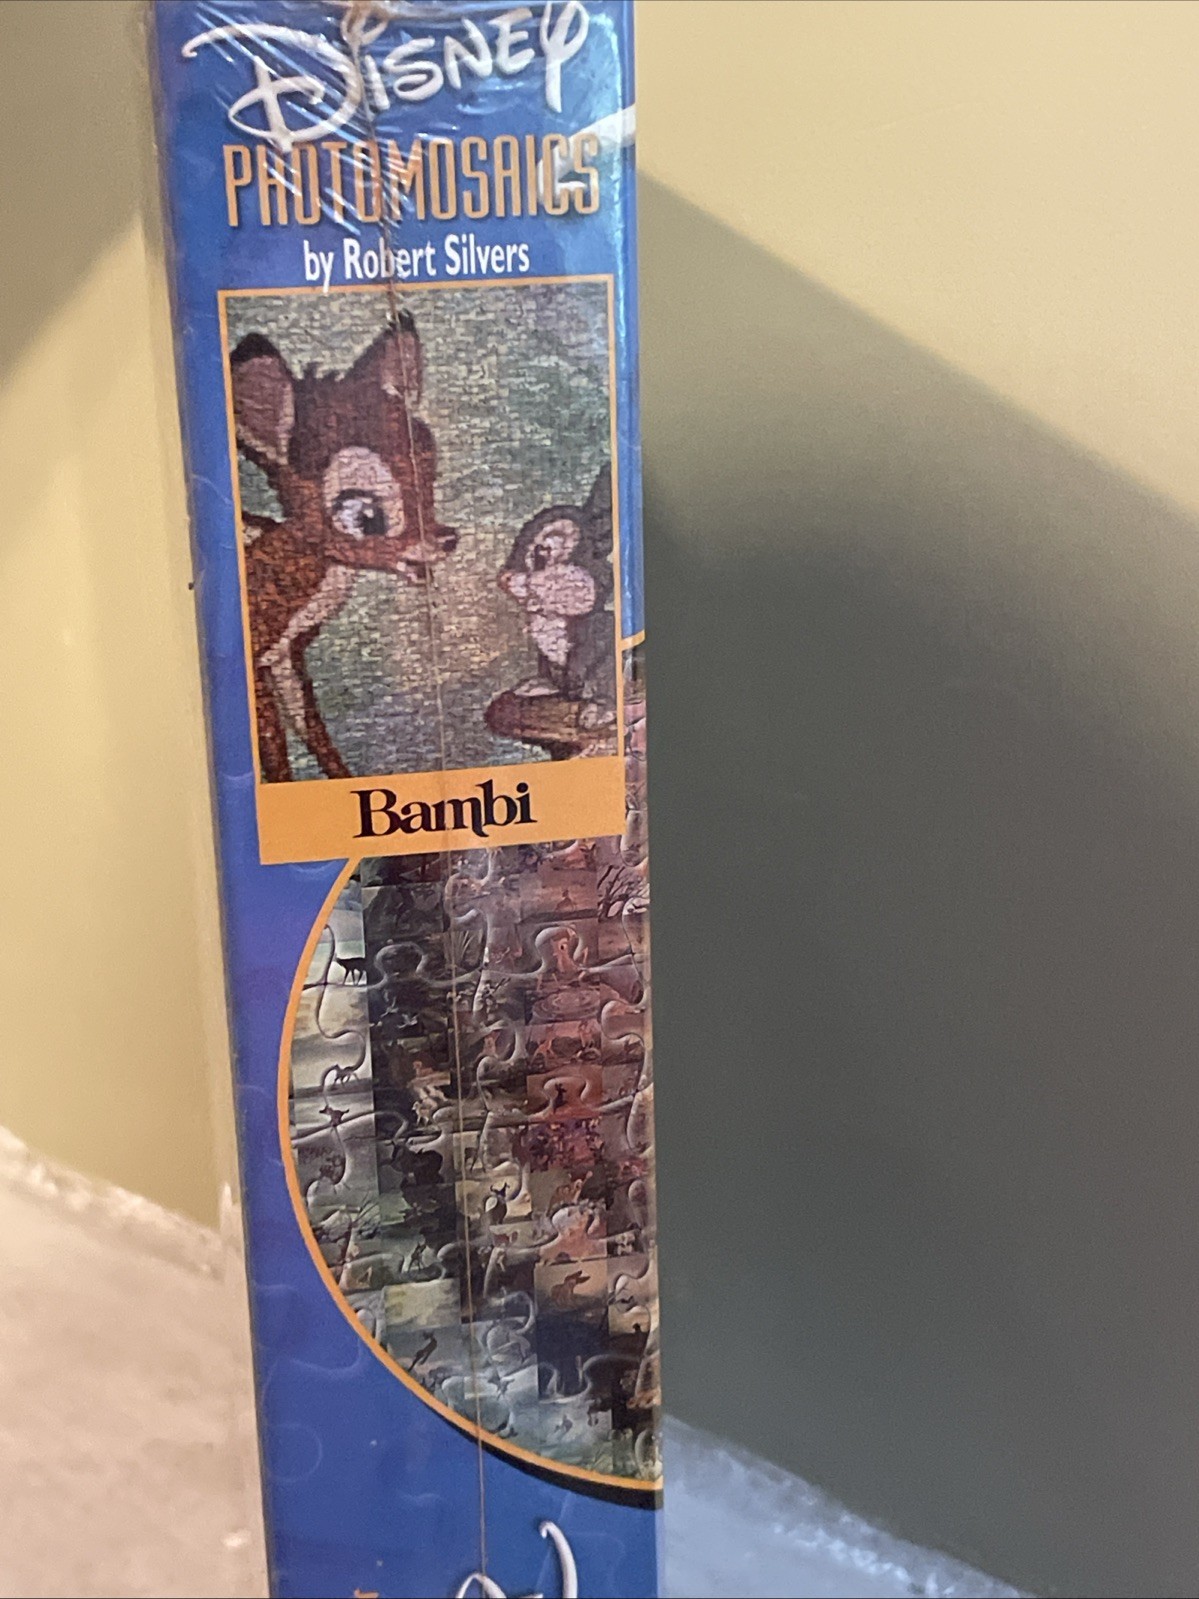 Disney
PHOTOMOSAICS
by Robert Silvers
Bambi